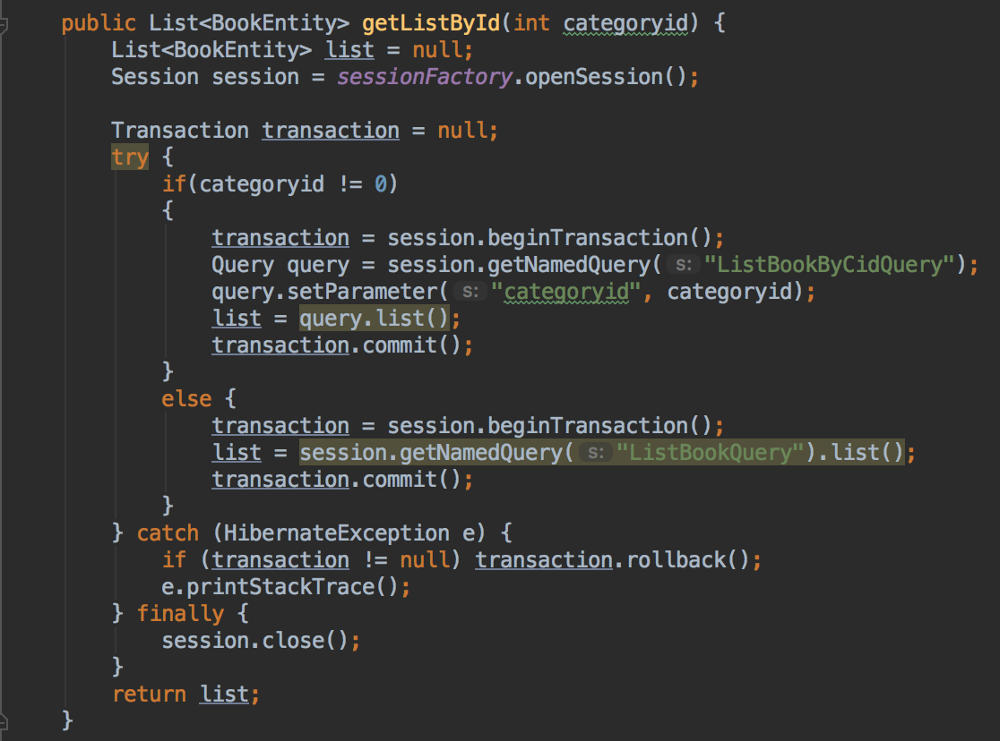 public List<BookEntity> getListById(int categoryid) {
    List<BookEntity> list = null;
    Session session = sessionFactory.openSession();

    Transaction transaction = null;
    try {
        if(categoryid != 0)
        {
            transaction = session.beginTransaction();
            Query query = session.getNamedQuery( s: "ListBookByCidQuery");
            query.setParameter( s: "categoryid", categoryid);
            list = query.list();
            transaction.commit();
        }
        else {
            transaction = session.beginTransaction();
            list = session.getNamedQuery( s: "ListBookQuery").list();
            transaction.commit();
        }
    } catch (HibernateException e) {
        if (transaction != null) transaction.rollback();
        e.printStackTrace();
    } finally {
        session.close();
    }
    return list;
}